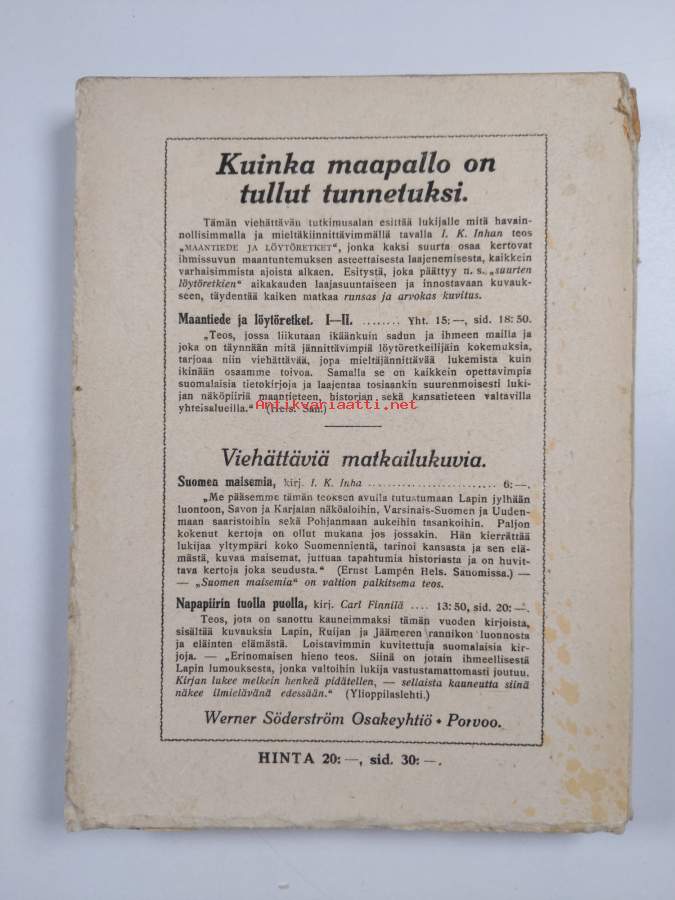 Kuinka maapallo on
tullut tunnetuksi.
Tämän viehättävän tutkimusalan esittää lukijalle mitä havain-
nollisimmalla ja mieltäkiinnittävimmällä tavalla I. K. Inhan teos
„MAANTIEDE JA LÖYTÖRETKET“, jonka kaksi suurta osaa kertovat
ihmissuvun maantuntemuksen asteettaisesta laajenemisesta, kaikkein
varhaisimmista ajoista alkaen. Esitystä, joka päättyy n. s. „suurten
löytöretkien“ aikakauden laajasuuntaiseen ja innostavaan kuvauk-
seen, täydentää kaiken matkaa runsas ja arvokas kuvitus.
Maantiede ja löytöretket. I—II. ........ Yht. 15: —, sid. 18: 50.
„Teos, jossa liikutaan ikäänkuin sadun ja ihmeen mailla ja
joka on täynnään mitä jännittävimpiä löytöretkeilijäin kokemuksia,
tarjoaa niin viehättävää, jopa mieltäjännittävää lukemista kuin
ikinään osaamme toivoa. Samalla se on kaikkein opettavimpia
suomalaisia tietokirjoja ja laajentaa tosiaankin suurenmoisesti luki-
jan näköpiiriä maantieteen, historian sekä kansatieteen valtavilla
yhteisalueilla.“ (Hels. San.)
Antikvariaatti.net
Viehättäviä matkailukuvia.
Suomen maisemia, kirj. I. K. Inha .......................... 6: —.
„Me pääsemme tämän teoksen avulla tutustumaan Lapin jylhään
luontoon, Savon ja Karjalan näköaloihin, Varsinais-Suomen ja Uuden-
maan saaristoihin sekä Pohjanmaan aukeihin tasankoihin. Paljon
kokenut kertoja on ollut mukana jos jossakin. Hän kierrättää
lukijaa yltympäri koko Suomennientä, tarinoi kansasta ja sen elä-
mästä, kuvaa maisemat, juttuaa tapahtumia historiasta ja on huvit-
tava kertoja joka seudusta.“ (Ernst Lampén Hels. Sanomissa.) —
— „Suomen maisemia“ on valtion palkitsema teos.
Napapiirin tuolla puolla, kirj. Carl Finnilä .... 13: 50, sid. 20: —.
Teos, jota on sanottu kauneimmaksi tämän vuoden kirjoista,
sisältää kuvauksia Lapin, Ruijan ja Jäämeren rannikon luonnosta
ja eläinten elämästä. Loistavimmin kuvitettuja suomalaisia kir-
joja. — „Erinomaisen hieno teos. Siinä on jotain ihmeellisestä
Lapin lumouksesta, jonka valtoihin lukija vastustamattomasti joutuu.
Kirjan lukee melkein henkeä pidätellen, — sellaista kauneutta siinä
näkee ilmielävänä edessään.“ (Ylioppilaslehti.)
Werner Söderström Osakeyhtiö • Porvoo.
HINTA 20: —, sid. 30: —.